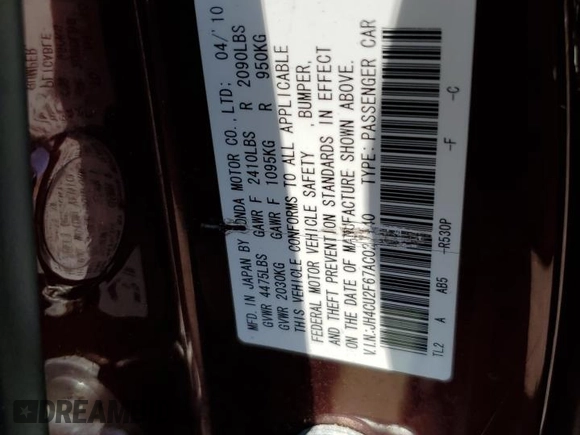 MFD. IN JAPAN BY HONDA MOTOR CO., LTD: 04/'10
GVWR 4475LBS GAWR F 2410LBS R 2090LBS
GVWR 2030KG GAWR F 1095KG R 950KG
THIS VEHICLE CONFORMS TO ALL APPLICABLE
FEDERAL MOTOR VEHICLE SAFETY , BUMPER,
AND THEFT PREVENTION STANDARDS IN EFFECT
ON THE DATE OF MANUFACTURE SHOWN ABOVE.
V.I.N.: TYPE: PASSENGER CAR
TL2 A AB5 -R530P -F -C